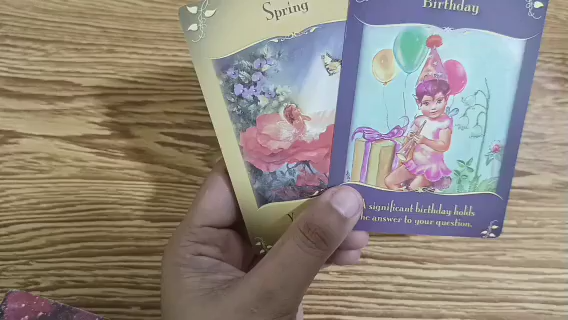 Spring
Birthday
A significant birthday holds
the answer to your question.